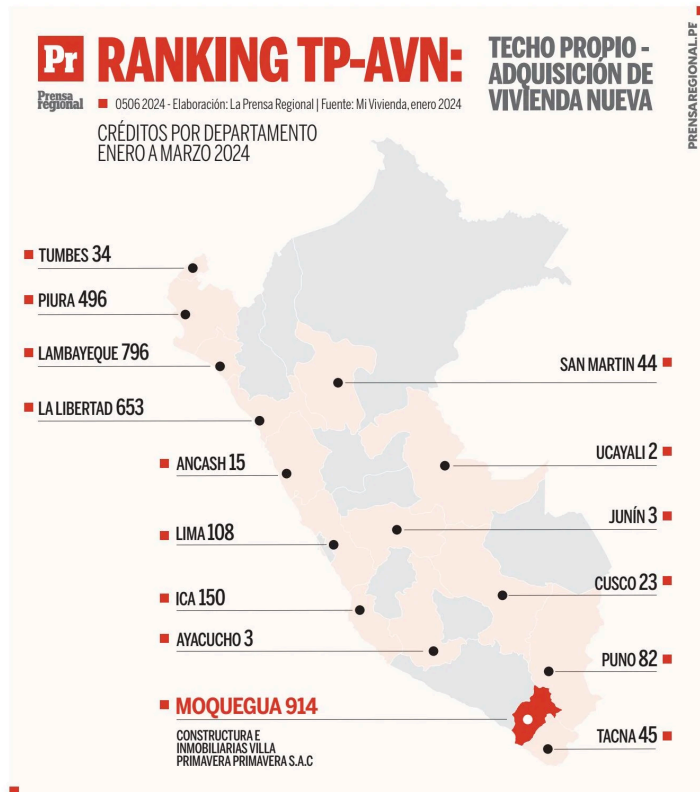 Pr
Prensa
regional
RANKING TP-AVN:
TECHO PROPIO -
ADQUISICIÓN DE
VIVIENDA NUEVA
0506 2024 - Elaboración: La Prensa Regional | Fuente: Mi Vivienda, enero 2024
PRENSAREGIONAL.PE
CRÉDITOS POR DEPARTAMENTO
ENERO A MARZO 2024
TUMBES 34
PIURA 496
LAMBAYEQUE 796
LA LIBERTAD 653
ANCASH 15
LIMA 108
ICA 150
AYACUCHO 3
MOQUEGUA 914
CONSTRUCTURA E
INMOBILIARIAS VILLA
PRIMAVERA PRIMAVERA S.A.C
SAN MARTIN 44
UCAYALI 2
JUNÍN 3
CUSCO 23
PUNO 82
TACNA 45